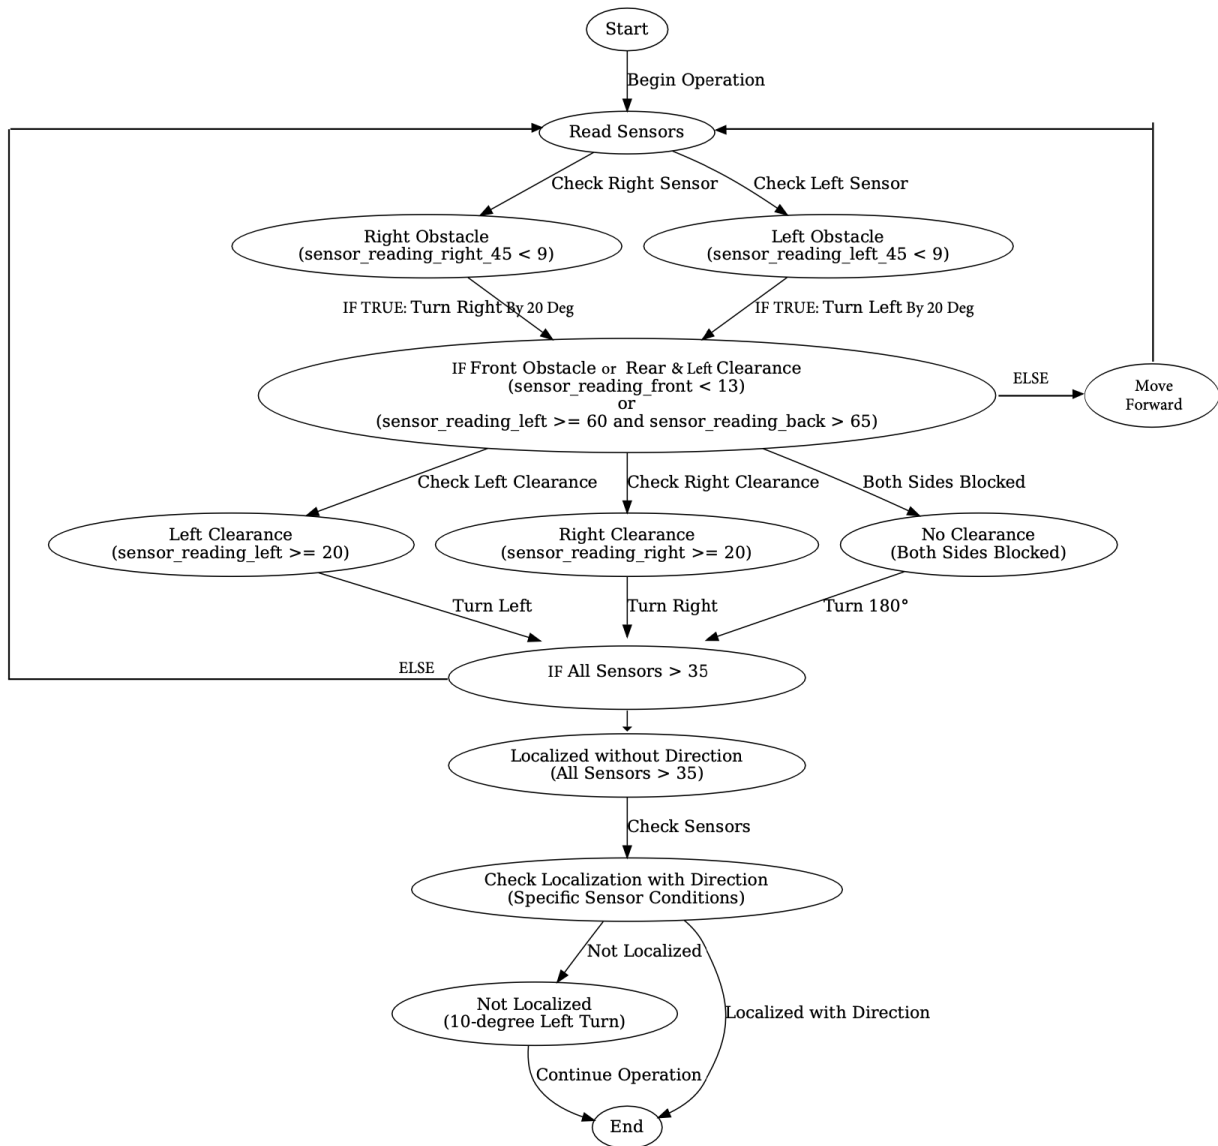 Start
Begin Operation
Read Sensors
Check Right Sensor
Check Left Sensor
Right Obstacle
(sensor_reading_right_45 < 9)
Left Obstacle
(sensor_reading_left_45 < 9)
IF TRUE: Turn Right By 20 Deg
IF TRUE: Turn Left By 20 Deg
IF Front Obstacle or Rear & Left Clearance
(sensor_reading_front < 13)
or
(sensor_reading_left >= 60 and sensor_reading_back > 65)
ELSE
Move
Forward
Check Left Clearance
Check Right Clearance
Both Sides Blocked
Left Clearance
(sensor_reading_left >= 20)
Right Clearance
(sensor_reading_right >= 20)
No Clearance
(Both Sides Blocked)
Turn Left
Turn Right
Turn 180°
ELSE
IF All Sensors > 35
Localized without Direction
(All Sensors > 35)
Check Sensors
Check Localization with Direction
(Specific Sensor Conditions)
Not Localized
Not Localized
(10-degree Left Turn)
Localized with Direction
Continue Operation
End